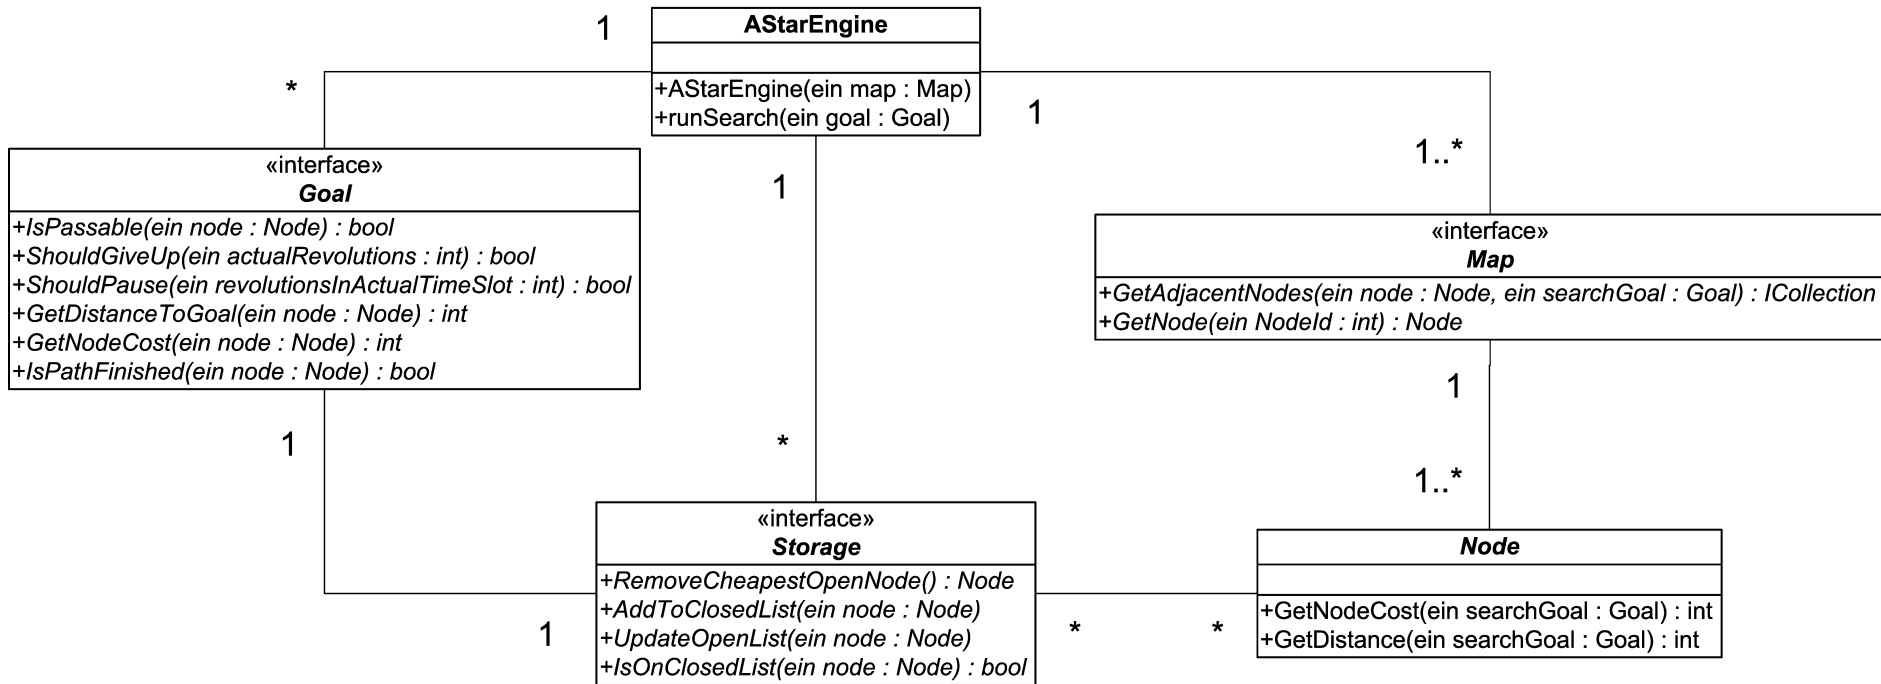 AStarEngine
+AStarEngine(ein map : Map)
+runSearch(ein goal : Goal)
1
*
1
1..*
1
*
«interface»
Goal
+IsPassable(ein node : Node) : bool
+ShouldGiveUp(ein actualRevolutions : int) : bool
+ShouldPause(ein revolutionsInActualTimeSlot : int) : bool
+GetDistanceToGoal(ein node : Node) : int
+GetNodeCost(ein node : Node) : int
+IsPathFinished(ein node : Node) : bool
«interface»
Map
+GetAdjacentNodes(ein node : Node, ein searchGoal : Goal) : ICollection
+GetNode(ein NodeId : int) : Node
1
1
1
1..*
«interface»
Storage
+RemoveCheapestOpenNode() : Node
+AddToClosedList(ein node : Node)
+UpdateOpenList(ein node : Node)
+IsOnClosedList(ein node : Node) : bool
*
*
Node
+GetNodeCost(ein searchGoal : Goal) : int
+GetDistance(ein searchGoal : Goal) : int